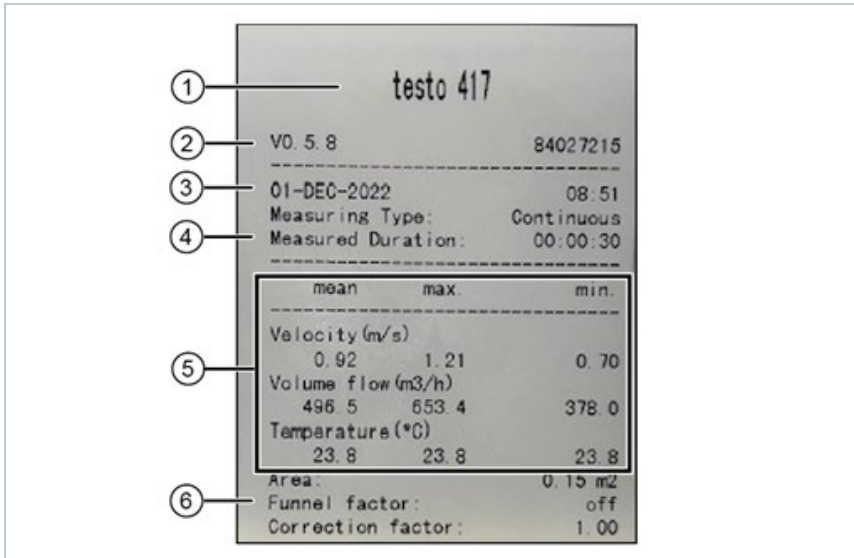 ① testo 417
② V0.5.8 84027215
③ 01-DEC-2022 08:51
Measuring Type: Continuous
④ Measured Duration: 00:00:30
mean max. min.
Velocity(m/s)
0.92 1.21 0.70
⑤
Volume flow(m3/h)
496.5 653.4 378.0
Temperature(°C)
23.8 23.8 23.8
Area: 0.15 m2
⑥ Funnel factor: off
Correction factor: 1.00